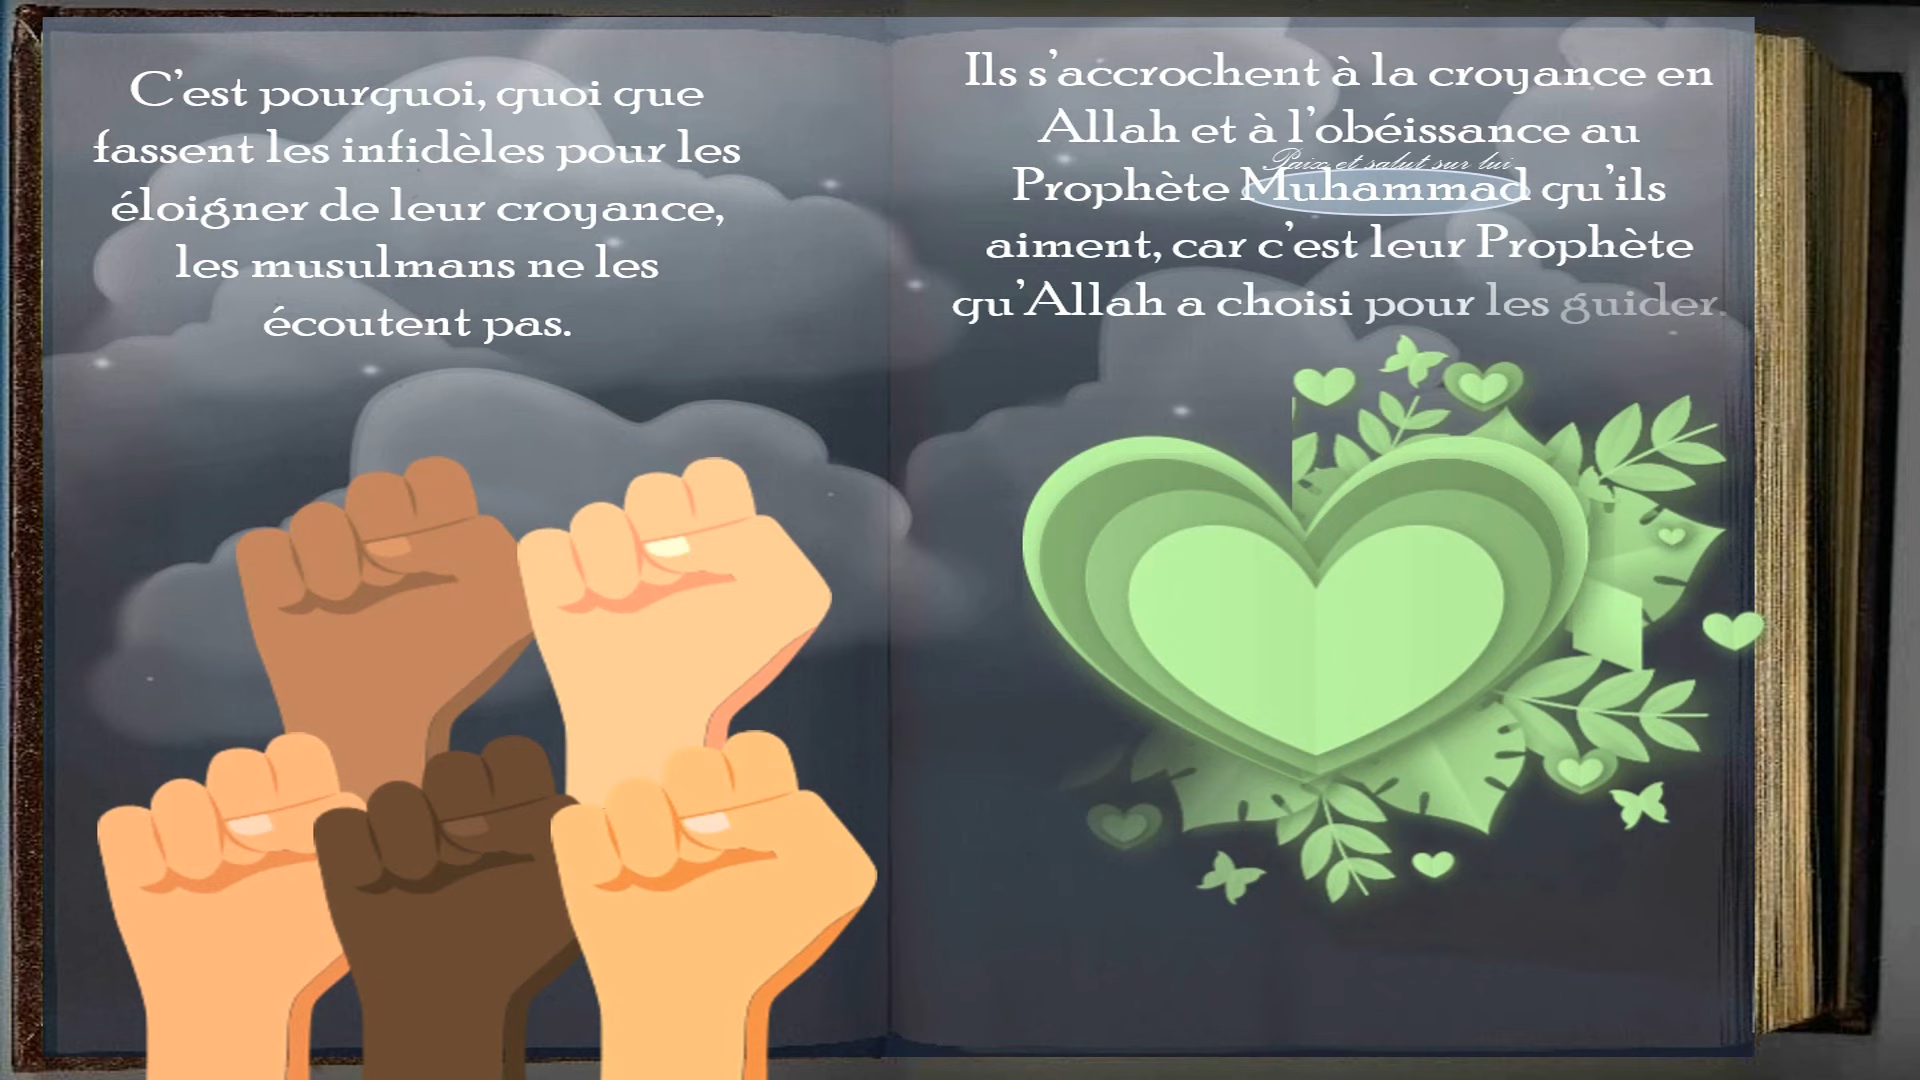 C'est pourquoi, quoi que
fassent les infidèles pour les
éloigner de leur croyance,
les musulmans ne les
écoutent pas.
Ils s'accrochent à la croyance en
Allah et à l'obéissance au
Paix et salut sur lui
Prophète Muhammad qu'ils
aiment, car c'est leur Prophète
qu'Allah a choisi pour les guider.